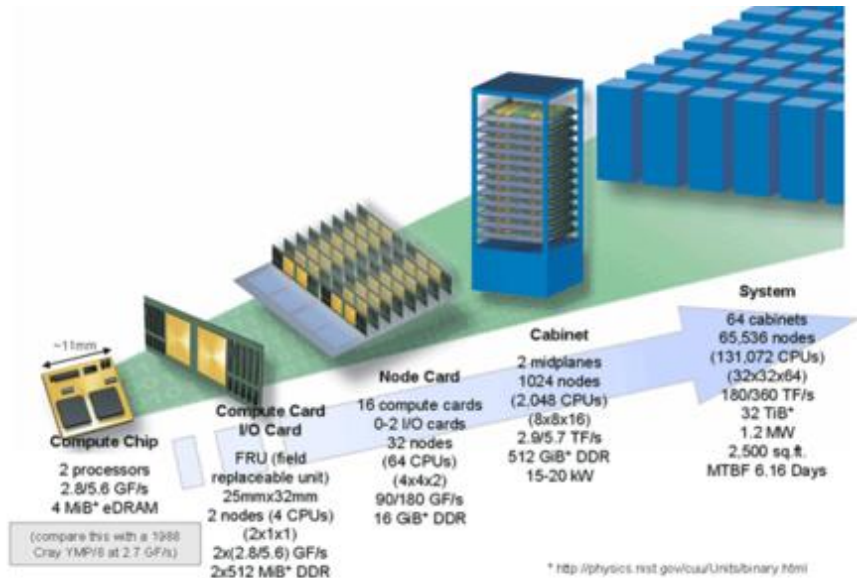 ~11mm
Compute Chip
2 processors
2.8/5.6 GF/s
4 MiB* eDRAM
(compare this with a 1988
Cray YMP/8 at 2.7 GF/s)
Compute Card
I/O Card
FRU (field
replaceable unit)
25mmx32mm
2 nodes (4 CPUs)
(2x1x1)
2x(2.8/5.6) GF/s
2x512 MiB* DDR
Node Card
16 compute cards
0-2 I/O cards
32 nodes
(64 CPUs)
(4x4x2)
90/180 GF/s
16 GiB* DDR
Cabinet
2 midplanes
1024 nodes
(2,048 CPUs)
(8x8x16)
2.9/5.7 TF/s
512 GiB* DDR
15-20 kW
System
64 cabinets
65,536 nodes
(131,072 CPUs)
(32x32x64)
180/360 TF/s
32 TiB*
1.2 MW
2,500 sq.ft.
MTBF 6.16 Days
* http://physics.nist.gov/cuu/Units/binary.html